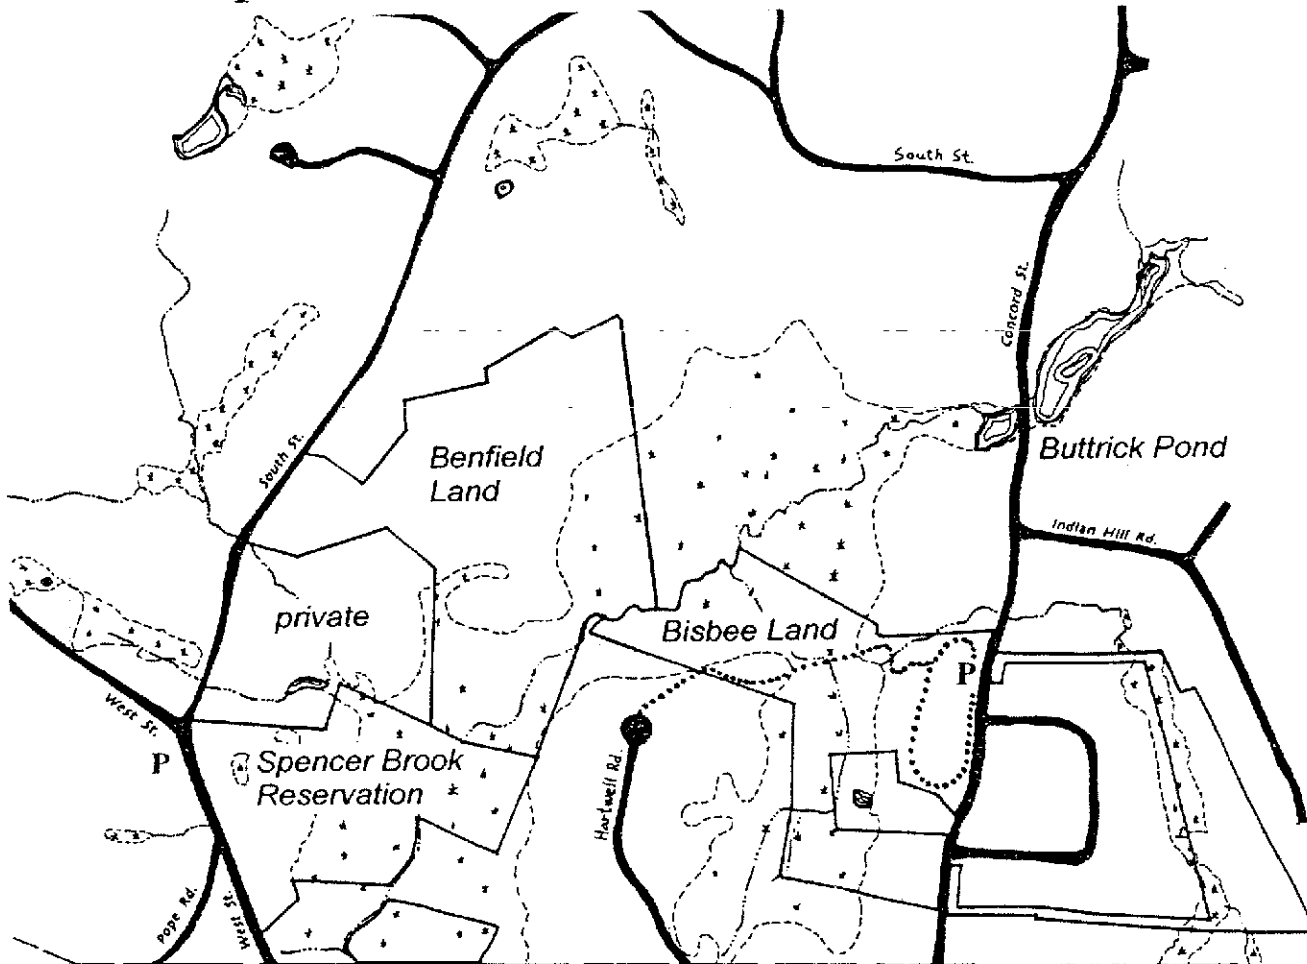 South St.
Concord St.
Buttrick Pond
South St.
Benfield
Land
Indian Hill Rd.
private
Bisbee Land
P
West St.
P
Spencer Brook
Reservation
Hartwell Rd.
Pope Rd.
West St.